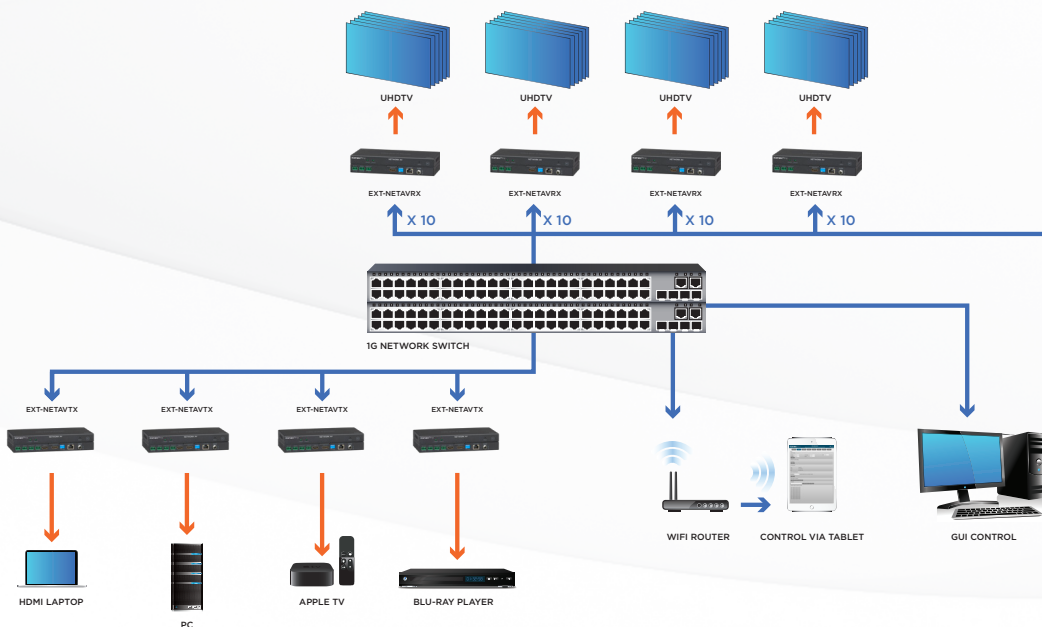 UHDTV
UHDTV
UHDTV
UHDTV
EXT-NETAVRX
EXT-NETAVRX
EXT-NETAVRX
EXT-NETAVRX
X 10
X 10
X 10
X 10
1G NETWORK SWITCH
EXT-NETAVTX
EXT-NETAVTX
EXT-NETAVTX
EXT-NETAVTX
WIFI ROUTER
CONTROL VIA TABLET
GUI CONTROL
HDMI LAPTOP
PC
APPLE TV
BLU-RAY PLAYER